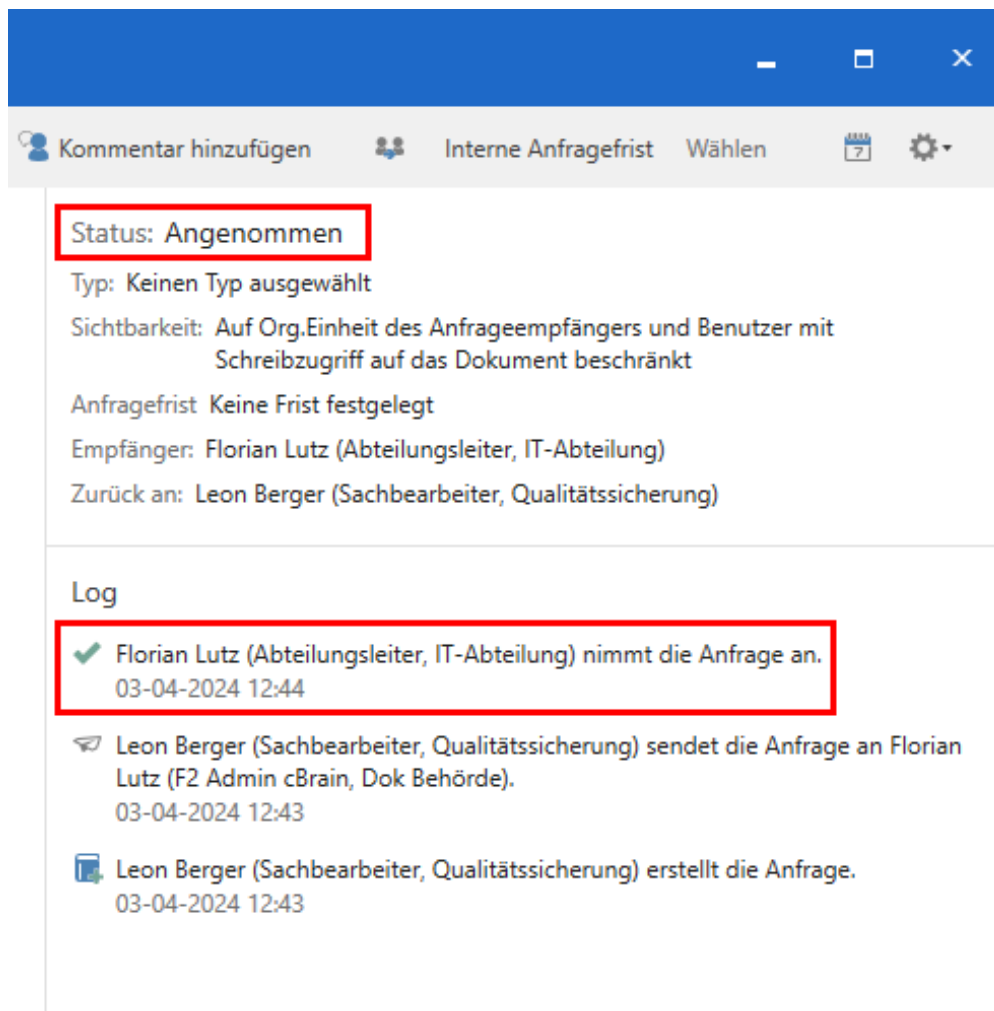 Kommentar hinzufügen Interne Anfragefrist Wählen 7
Status: Angenommen
Typ: Keinen Typ ausgewählt
Sichtbarkeit: Auf Org.Einheit des Anfrageempfängers und Benutzer mit
Schreibzugriff auf das Dokument beschränkt
Anfragefrist Keine Frist festgelegt
Empfänger: Florian Lutz (Abteilungsleiter, IT-Abteilung)
Zurück an: Leon Berger (Sachbearbeiter, Qualitätssicherung)
Log
Florian Lutz (Abteilungsleiter, IT-Abteilung) nimmt die Anfrage an.
03-04-2024 12:44
Leon Berger (Sachbearbeiter, Qualitätssicherung) sendet die Anfrage an Florian
Lutz (F2 Admin cBrain, Dok Behörde).
03-04-2024 12:43
Leon Berger (Sachbearbeiter, Qualitätssicherung) erstellt die Anfrage.
03-04-2024 12:43